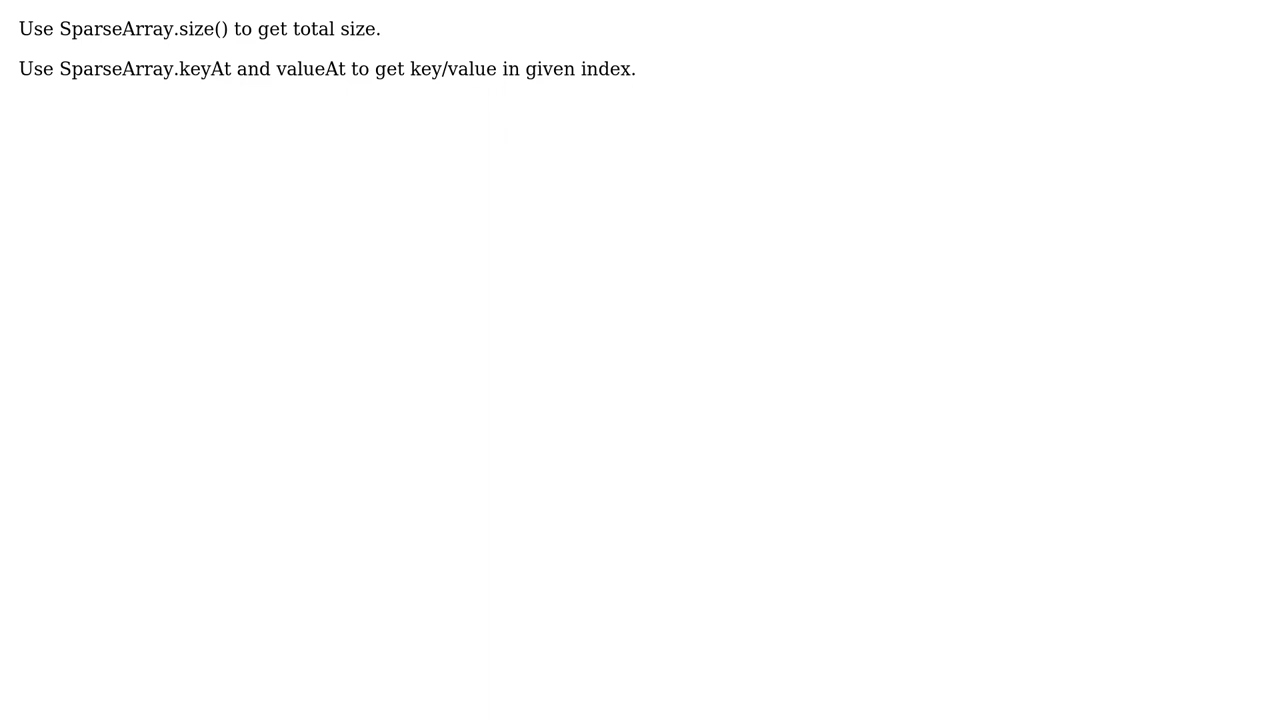 Use SparseArray.size() to get total size.
Use SparseArray.keyAt and valueAt to get key/value in given index.